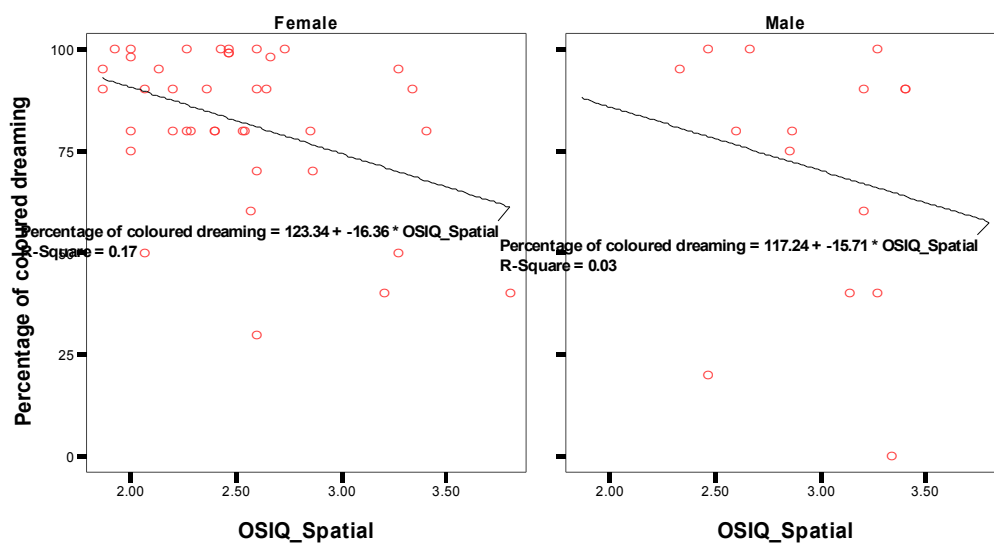 Female
Male
Percentage of coloured dreaming
100
75
50
25
0
Percentage of coloured dreaming = 123.34 + -16.36 * OSIQ_Spatial
R-Square = 0.17
Percentage of coloured dreaming = 117.24 + -15.71 * OSIQ_Spatial
R-Square = 0.03
2.00 2.50 3.00 3.50
2.00 2.50 3.00 3.50
OSIQ_Spatial
OSIQ_Spatial